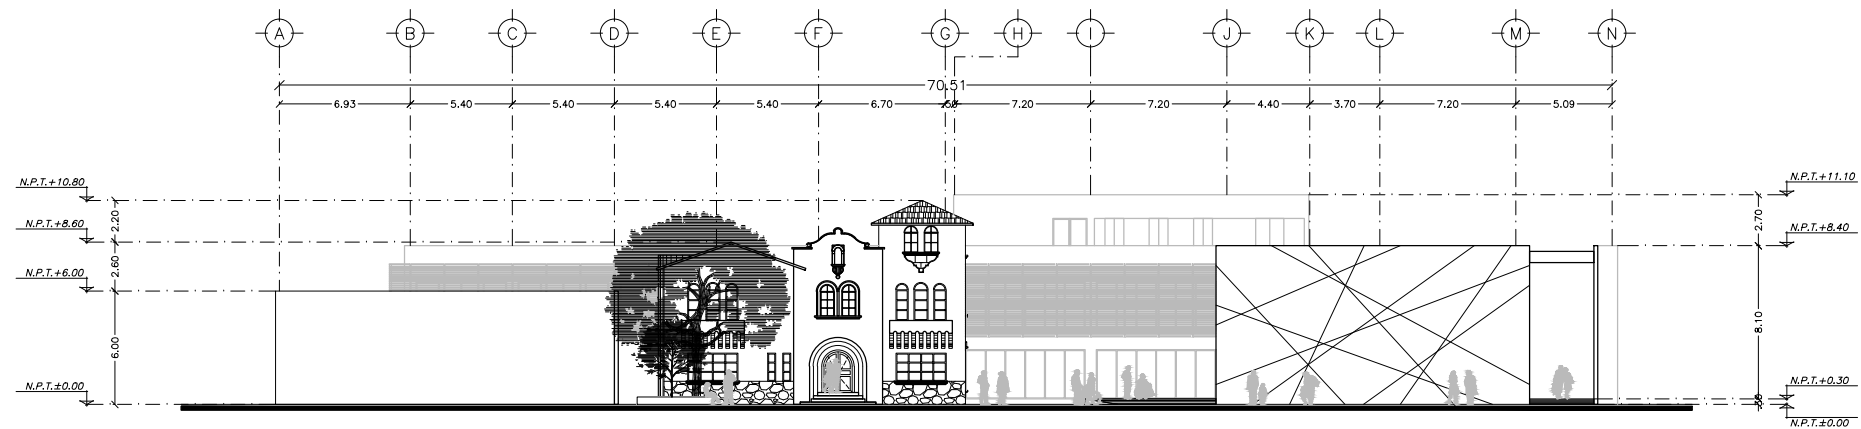 A B C D E F G H I J K L M N
70.51
6.93 5.40 5.40 5.40 5.40 6.70 .50 7.20 7.20 4.40 3.70 7.20 5.09
N.P.T.+10.80
2.20
N.P.T.+8.60
2.60
N.P.T.+6.00
6.00
N.P.T.±0.00
N.P.T.+11.10
2.70
N.P.T.+8.40
8.10
N.P.T.+0.30
.30
N.P.T.±0.00